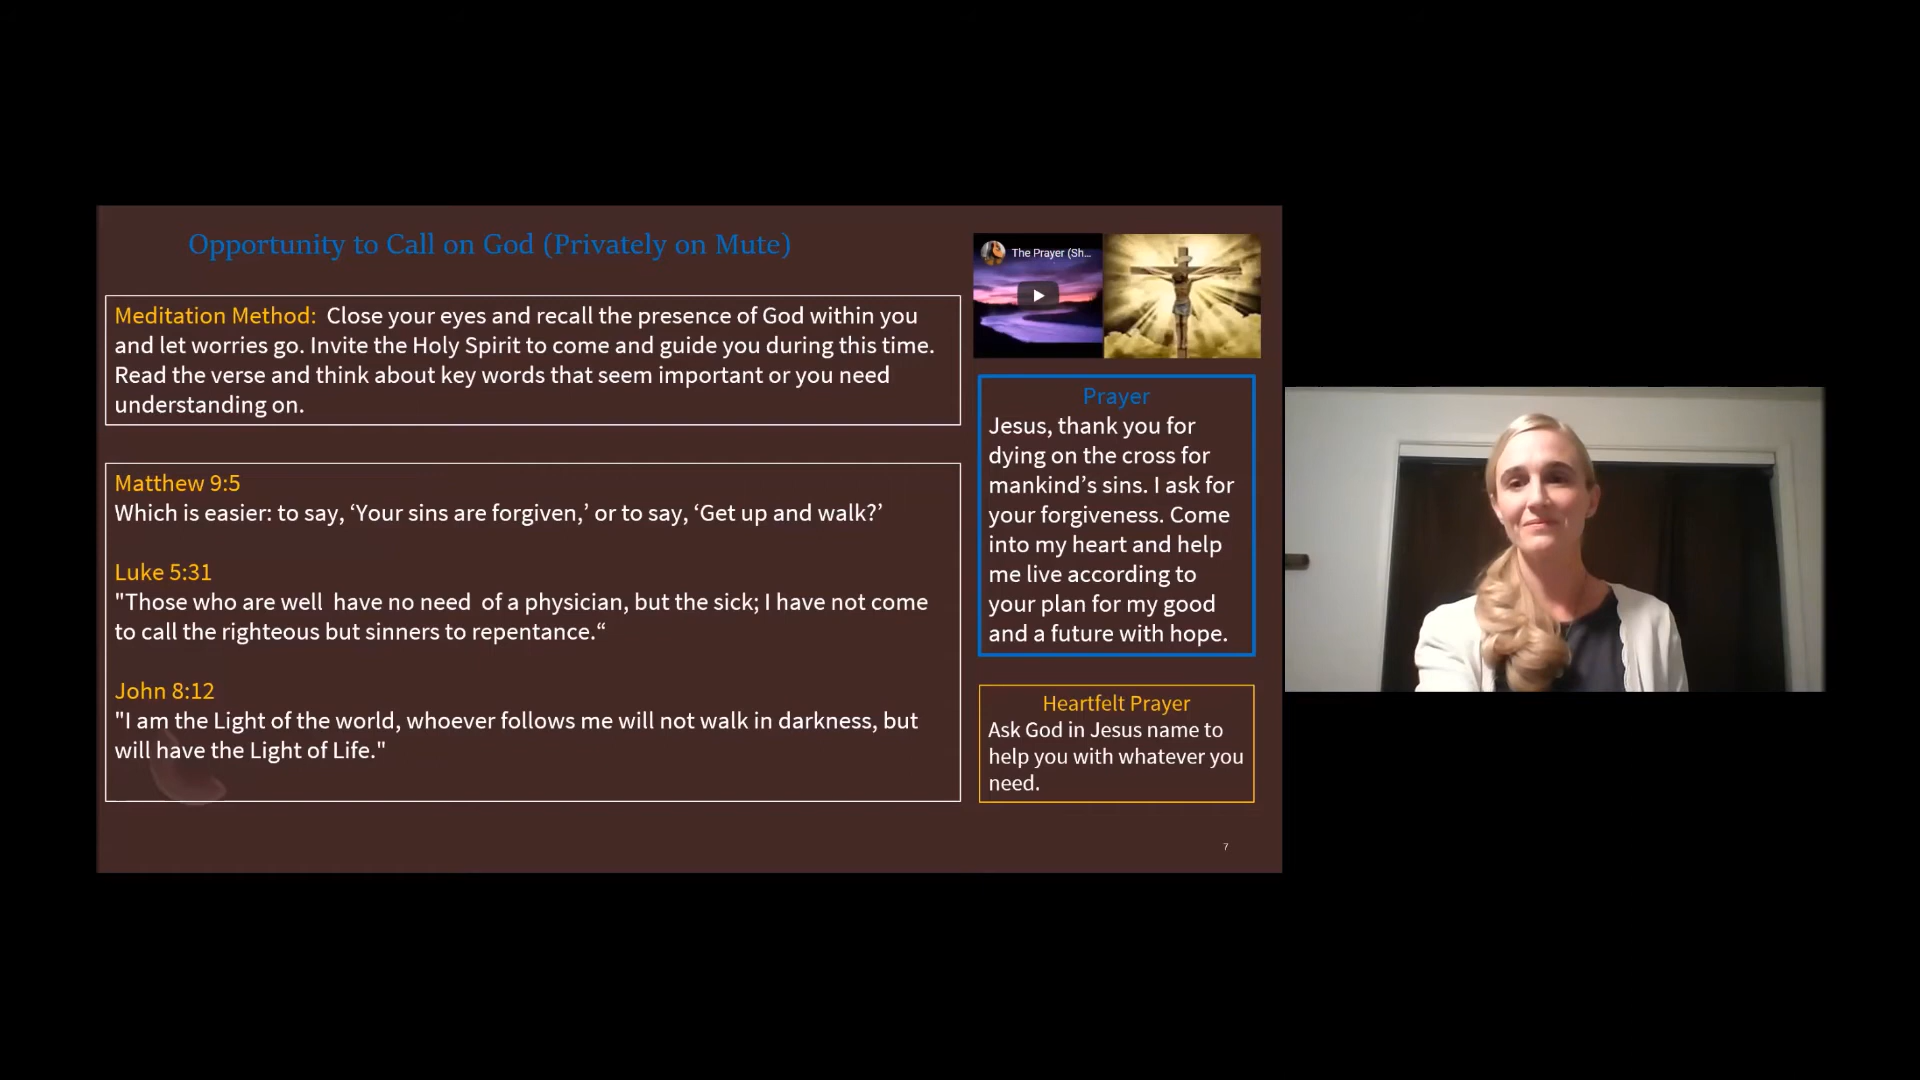 Opportunity to Call on God (Privately on Mute)
Meditation Method:  Close your eyes and recall the presence of God within you
and let worries go. Invite the Holy Spirit to come and guide you during this time.
Read the verse and think about key words that seem important or you need
understanding on.
Matthew 9:5
Which is easier: to say, ‘Your sins are forgiven,’ or to say, ‘Get up and walk?’
Luke 5:31
"Those who are well  have no need  of a physician, but the sick; I have not come
to call the righteous but sinners to repentance.“
John 8:12
"I am the Light of the world, whoever follows me will not walk in darkness, but
will have the Light of Life."
The Prayer (Sh...
Prayer
Jesus, thank you for
dying on the cross for
mankind’s sins. I ask for
your forgiveness. Come
into my heart and help
me live according to
your plan for my good
and a future with hope.
Heartfelt Prayer
Ask God in Jesus name to
help you with whatever you
need.
7